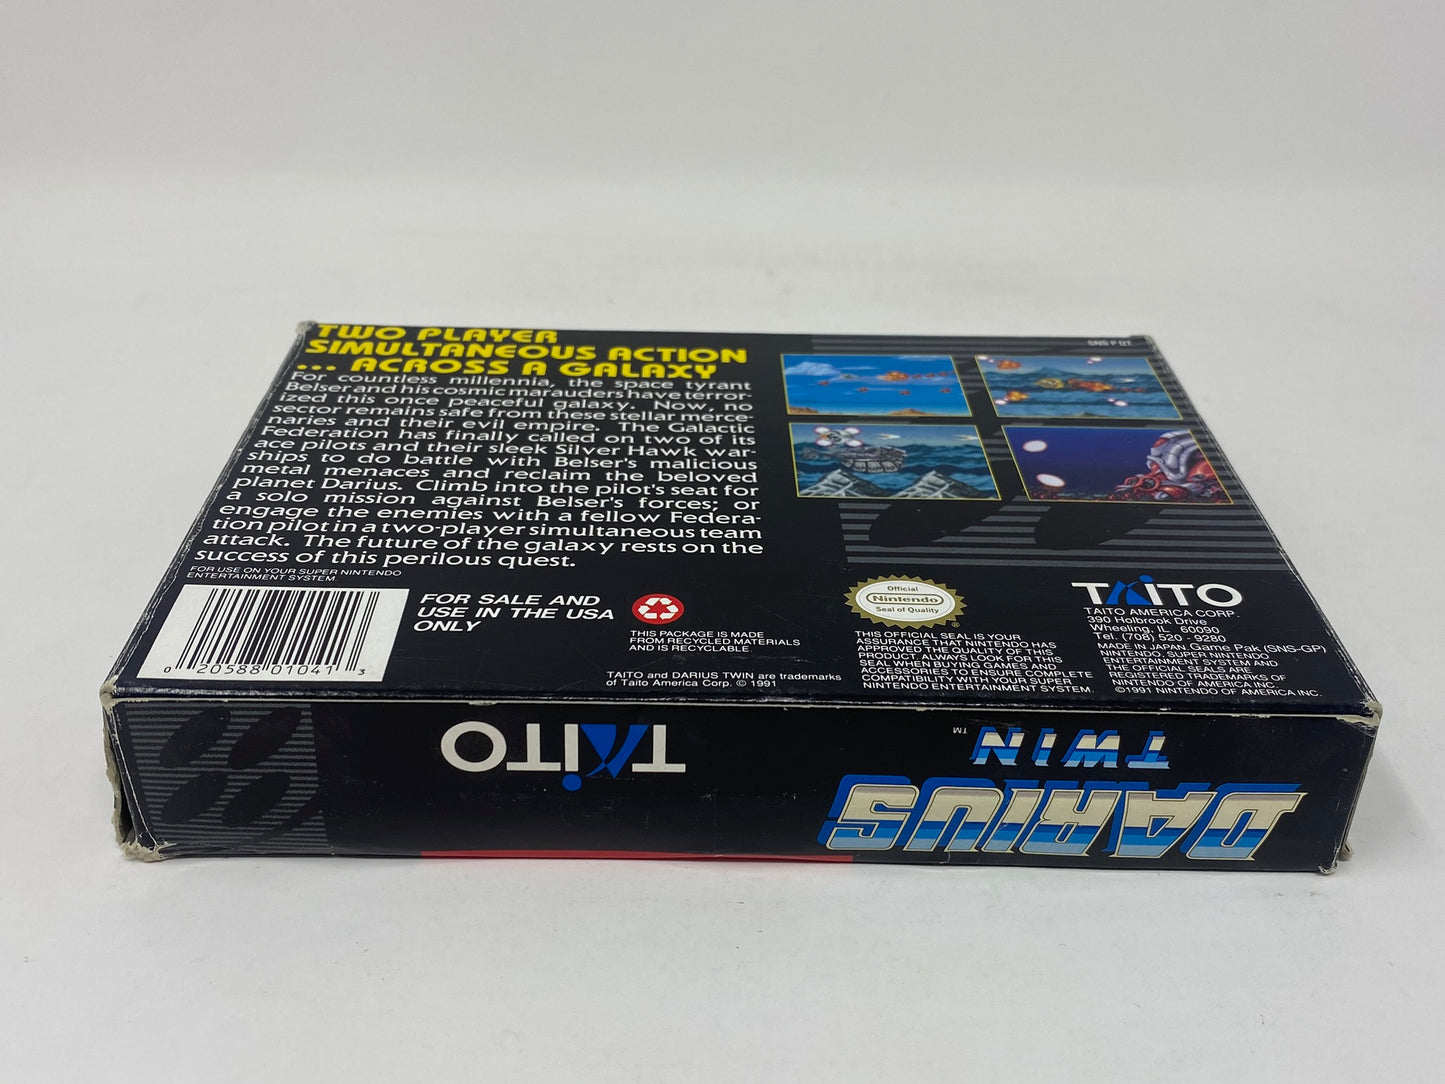 TWO PLAYER
SIMULTANEOUS ACTION
... ACROSS A GALAXY
For countless millennia, the space tyrant
Belser and his cosmic marauders have terror-
ized this once peaceful galaxy. Now, no
sector remains safe from these stellar merce-
naries and their evil empire. The Galactic
Federation has finally called on two of its
ace pilots and their sleek Silver Hawk war-
ships to do battle with Belser's malicious
metal menaces and reclaim the beloved
planet Darius. Climb into the pilot's seat for
a solo mission against Belser's forces; or
engage the enemies with a fellow Federa-
tion pilot in a two-player simultaneous team
attack. The future of the galaxy rests on the
success of this perilous quest.
FOR USE ON YOUR SUPER NINTENDO
ENTERTAINMENT SYSTEM
0 20588 01041 3
FOR SALE AND
USE IN THE USA
ONLY
THIS PACKAGE IS MADE
FROM RECYCLED MATERIALS
AND IS RECYCLABLE.
TAITO and DARIUS TWIN are trademarks
of Taito America Corp. © 1991
SNS P DT
Official
Nintendo
Seal of Quality
®
THIS OFFICIAL SEAL IS YOUR
ASSURANCE THAT NINTENDO HAS
APPROVED THE QUALITY OF THIS
PRODUCT. ALWAYS LOOK FOR THIS
SEAL WHEN BUYING GAMES AND
ACCESSORIES TO ENSURE COMPLETE
COMPATIBILITY WITH YOUR SUPER
NINTENDO ENTERTAINMENT SYSTEM.
TAITO
TAITO AMERICA CORP.
390 Holbrook Drive
Wheeling, IL 60090
Tel. (708) 520 - 9280
MADE IN JAPAN. Game Pak (SNS-GP)
NINTENDO, SUPER NINTENDO
ENTERTAINMENT SYSTEM AND
THE OFFICIAL SEALS ARE
REGISTERED TRADEMARKS OF
NINTENDO OF AMERICA INC.
©1991 NINTENDO OF AMERICA INC.
DARIUS
TWIN™
TAITO